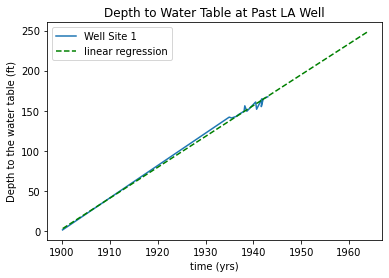 Depth to Water Table at Past LA Well
Well Site 1
linear regression
Depth to the water table (ft)
250
200
150
100
50
0
1900
1910
1920
1930
1940
1950
1960
time (yrs)